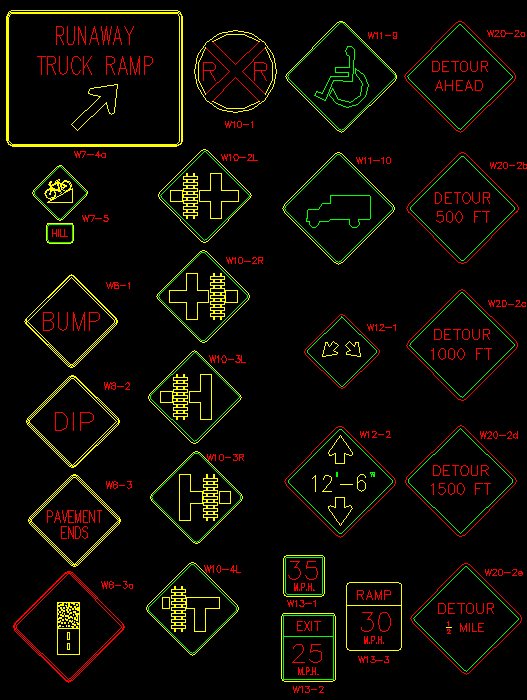 RUNAWAY
TRUCK RAMP
W7-4a
R R
W10-1
W11-9
W20-2a
DETOUR
AHEAD
W7-5
HILL
W10-2L
W11-10
W20-2b
DETOUR
500 FT
W8-1
BUMP
W10-2R
W12-1
W20-2c
DETOUR
1000 FT
W8-2
DIP
W10-3L
W12-2
12'-6"
W20-2d
DETOUR
1500 FT
W8-3
PAVEMENT
ENDS
W10-3R
W8-3a
W10-4L
35
M.P.H.
W13-1
EXIT
25
M.P.H.
W13-2
RAMP
30
M.P.H.
W13-3
W20-2e
DETOUR
½ MILE